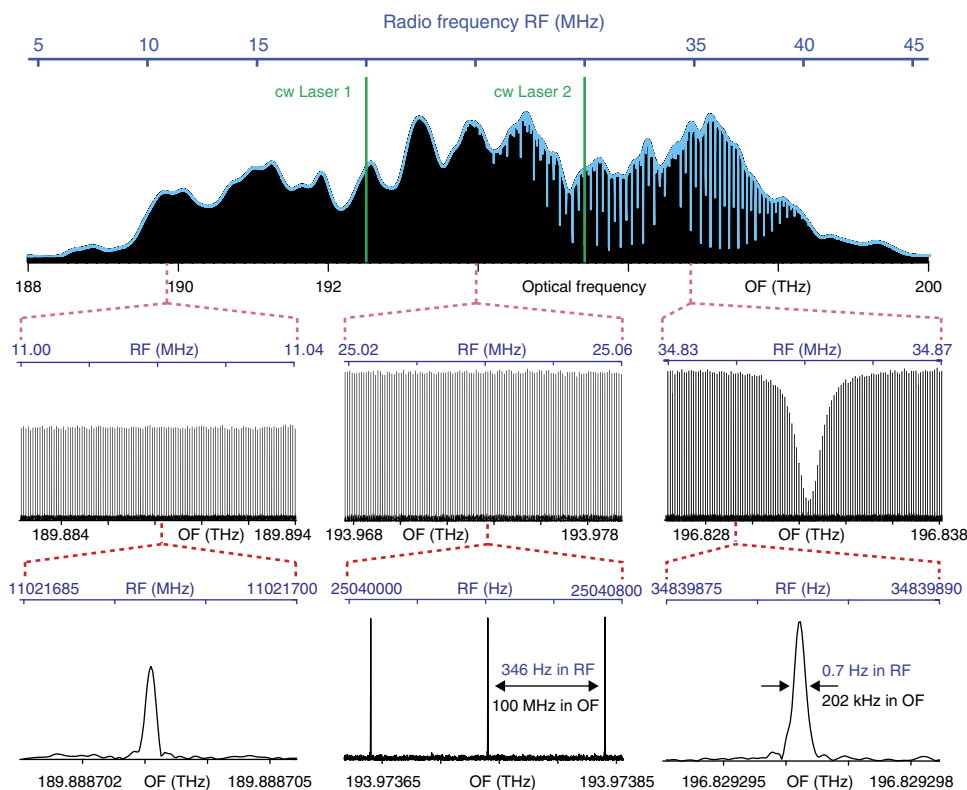 Radio frequency RF (MHz)
5 10 15 35 40 45
cw Laser 1 cw Laser 2
188 190 192 Optical frequency OF (THz) 200
11.00 RF (MHz) 11.04 25.02 RF (MHz) 25.06 34.83 RF (MHz) 34.87
189.884 OF (THz) 189.894 193.968 OF (THz) 193.978 196.828 OF (THz) 196.838
11021685 RF (MHz) 11021700 25040000 RF (Hz) 25040800 34839875 RF (Hz) 34839890
346 Hz in RF 0.7 Hz in RF
100 MHz in OF 202 kHz in OF
189.888702 OF (THz) 189.888705 193.97365 OF (THz) 193.97385 196.829295 OF (THz) 196.829298